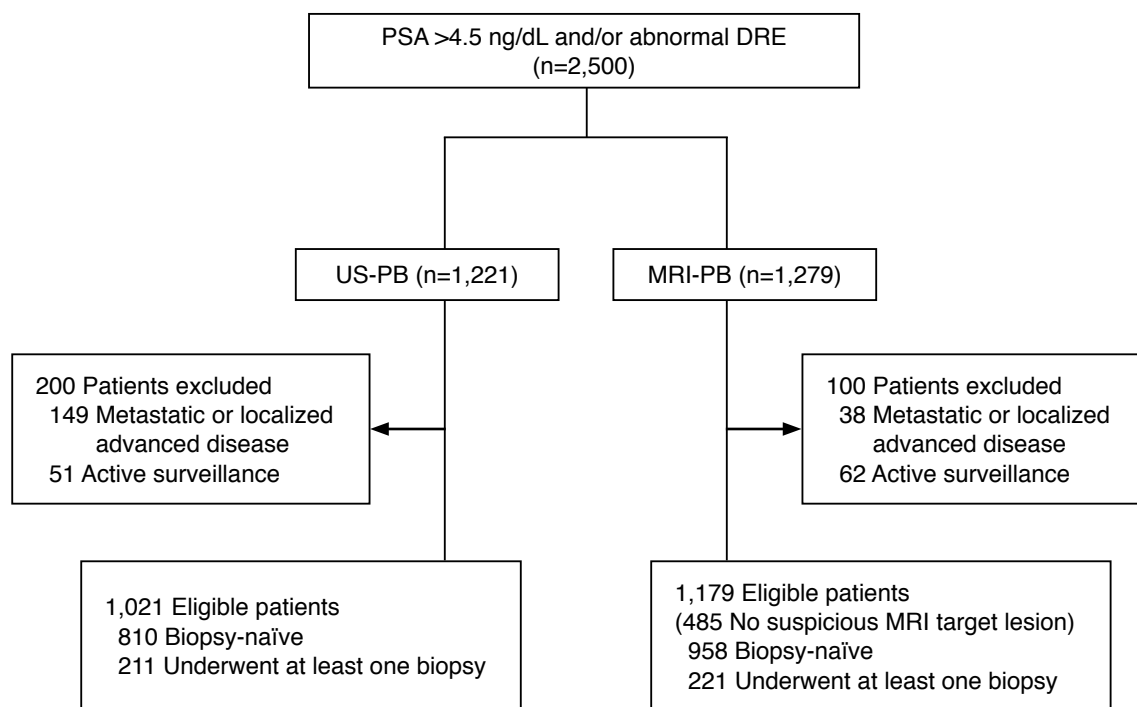 PSA >4.5 ng/dL and/or abnormal DRE
(n=2,500)
US-PB (n=1,221)
MRI-PB (n=1,279)
200 Patients excluded
149 Metastatic or localized
advanced disease
51 Active surveillance
100 Patients excluded
38 Metastatic or localized
advanced disease
62 Active surveillance
1,021 Eligible patients
810 Biopsy-naïve
211 Underwent at least one biopsy
1,179 Eligible patients
(485 No suspicious MRI target lesion)
958 Biopsy-naïve
221 Underwent at least one biopsy